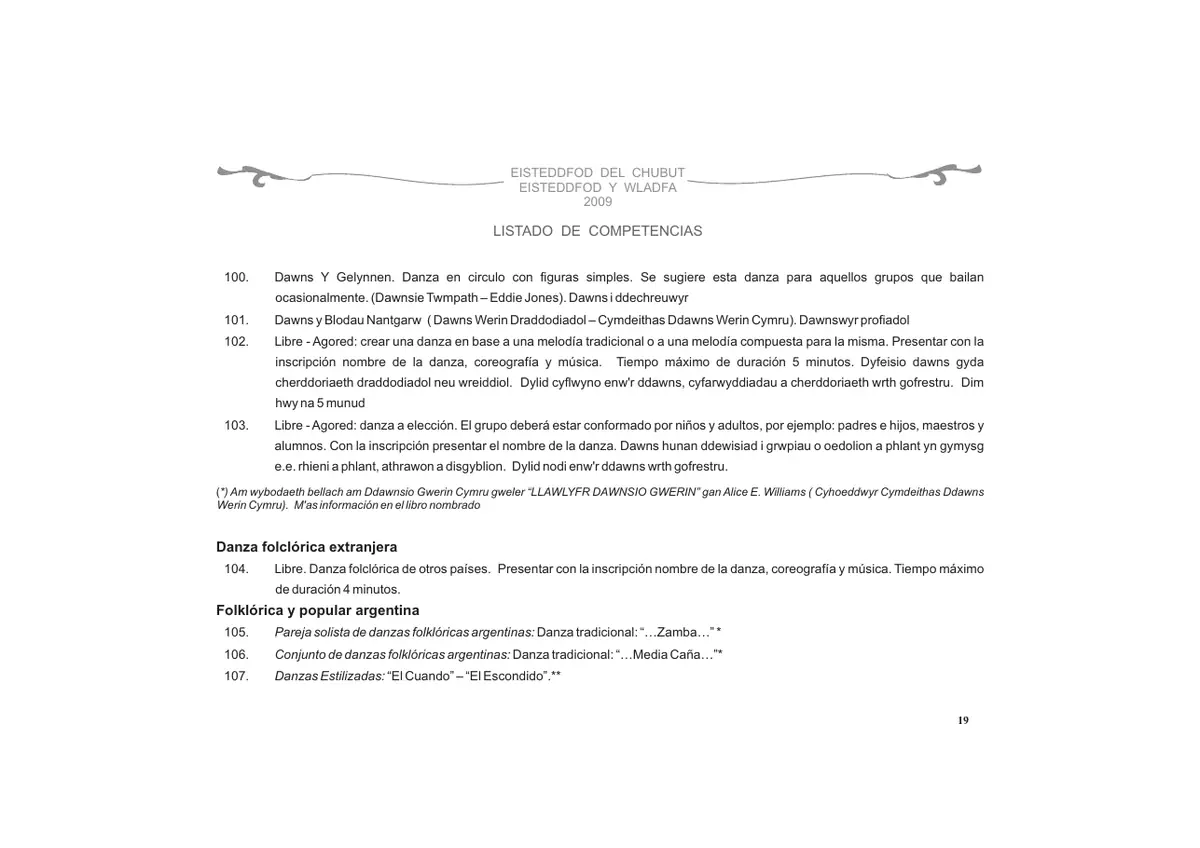 EISTEDDFOD DEL CHUBUT
EISTEDDFOD Y WLADFA
2009
LISTADO DE COMPETENCIAS
100. Dawns Y Gelynnen. Danza en circulo con figuras simples. Se sugiere esta danza para aquellos grupos que bailan
ocasionalmente. (Dawnsie Twmpath – Eddie Jones). Dawns i ddechreuwyr
101. Dawns y Blodau Nantgarw ( Dawns Werin Draddodiadol – Cymdeithas Ddawns Werin Cymru). Dawnswyr profiadol
102. Libre - Agored: crear una danza en base a una melodía tradicional o a una melodía compuesta para la misma. Presentar con la
inscripción nombre de la danza, coreografía y música. Tiempo máximo de duración 5 minutos. Dyfeisio dawns gyda
cherddoriaeth draddodiadol neu wreiddiol. Dylid cyflwyno enw'r ddawns, cyfarwyddiadau a cherddoriaeth wrth gofrestru. Dim
hwy na 5 munud
103. Libre - Agored: danza a elección. El grupo deberá estar conformado por niños y adultos, por ejemplo: padres e hijos, maestros y
alumnos. Con la inscripción presentar el nombre de la danza. Dawns hunan ddewisiad i grwpiau o oedolion a phlant yn gymysg
e.e. rhieni a phlant, athrawon a disgyblion. Dylid nodi enw'r ddawns wrth gofrestru.
(*) Am wybodaeth bellach am Ddawnsio Gwerin Cymru gweler “LLAWLYFR DAWNSIO GWERIN” gan Alice E. Williams ( Cyhoeddwyr Cymdeithas Ddawns
Werin Cymru). M'as información en el libro nombrado
Danza folclórica extranjera
104. Libre. Danza folclórica de otros países. Presentar con la inscripción nombre de la danza, coreografía y música. Tiempo máximo
de duración 4 minutos.
Folklórica y popular argentina
105. Pareja solista de danzas folklóricas argentinas: Danza tradicional: “…Zamba…” *
106. Conjunto de danzas folklóricas argentinas: Danza tradicional: “…Media Caña…”*
107. Danzas Estilizadas: “El Cuando” – “El Escondido”.**
19